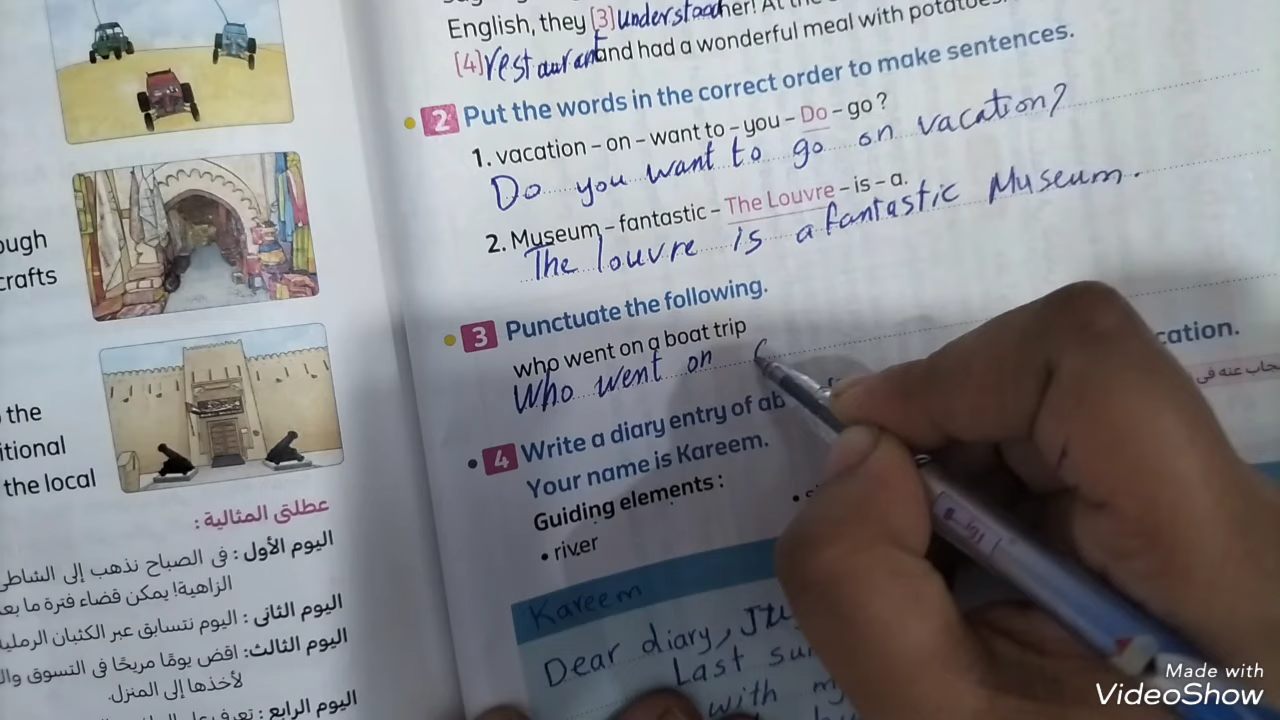 English, they [3] understood her! At the
[4] restaurant and had a wonderful meal with potatoes
2 Put the words in the correct order to make sentences.
1. vacation – on – want to – you – Do – go ?
Do you want to go on vacation?
2. Museum – fantastic – The Louvre – is – a.
The louvre is a fantastic Museum.
3 Punctuate the following.
who went on a boat trip
Who went on
4 Write a diary entry of ab cation.
Your name is Kareem.
Guiding elements :
• river
Kareem
Dear diary,
Last
with
ough
crafts
the
itional
the local
عطلتى المثالية :
اليوم الأول : فى الصباح نذهب إلى الشاطئ
الزاهية! يمكن قضاء فترة ما بعد
اليوم الثانى : اليوم نتسابق عبر الكثبان الرملية
اليوم الثالث: اقض يومًا مريحًا فى التسوق وال
لأخذها إلى المنزل.
اليوم الرابع : تعرف على
Made with
VideoShow